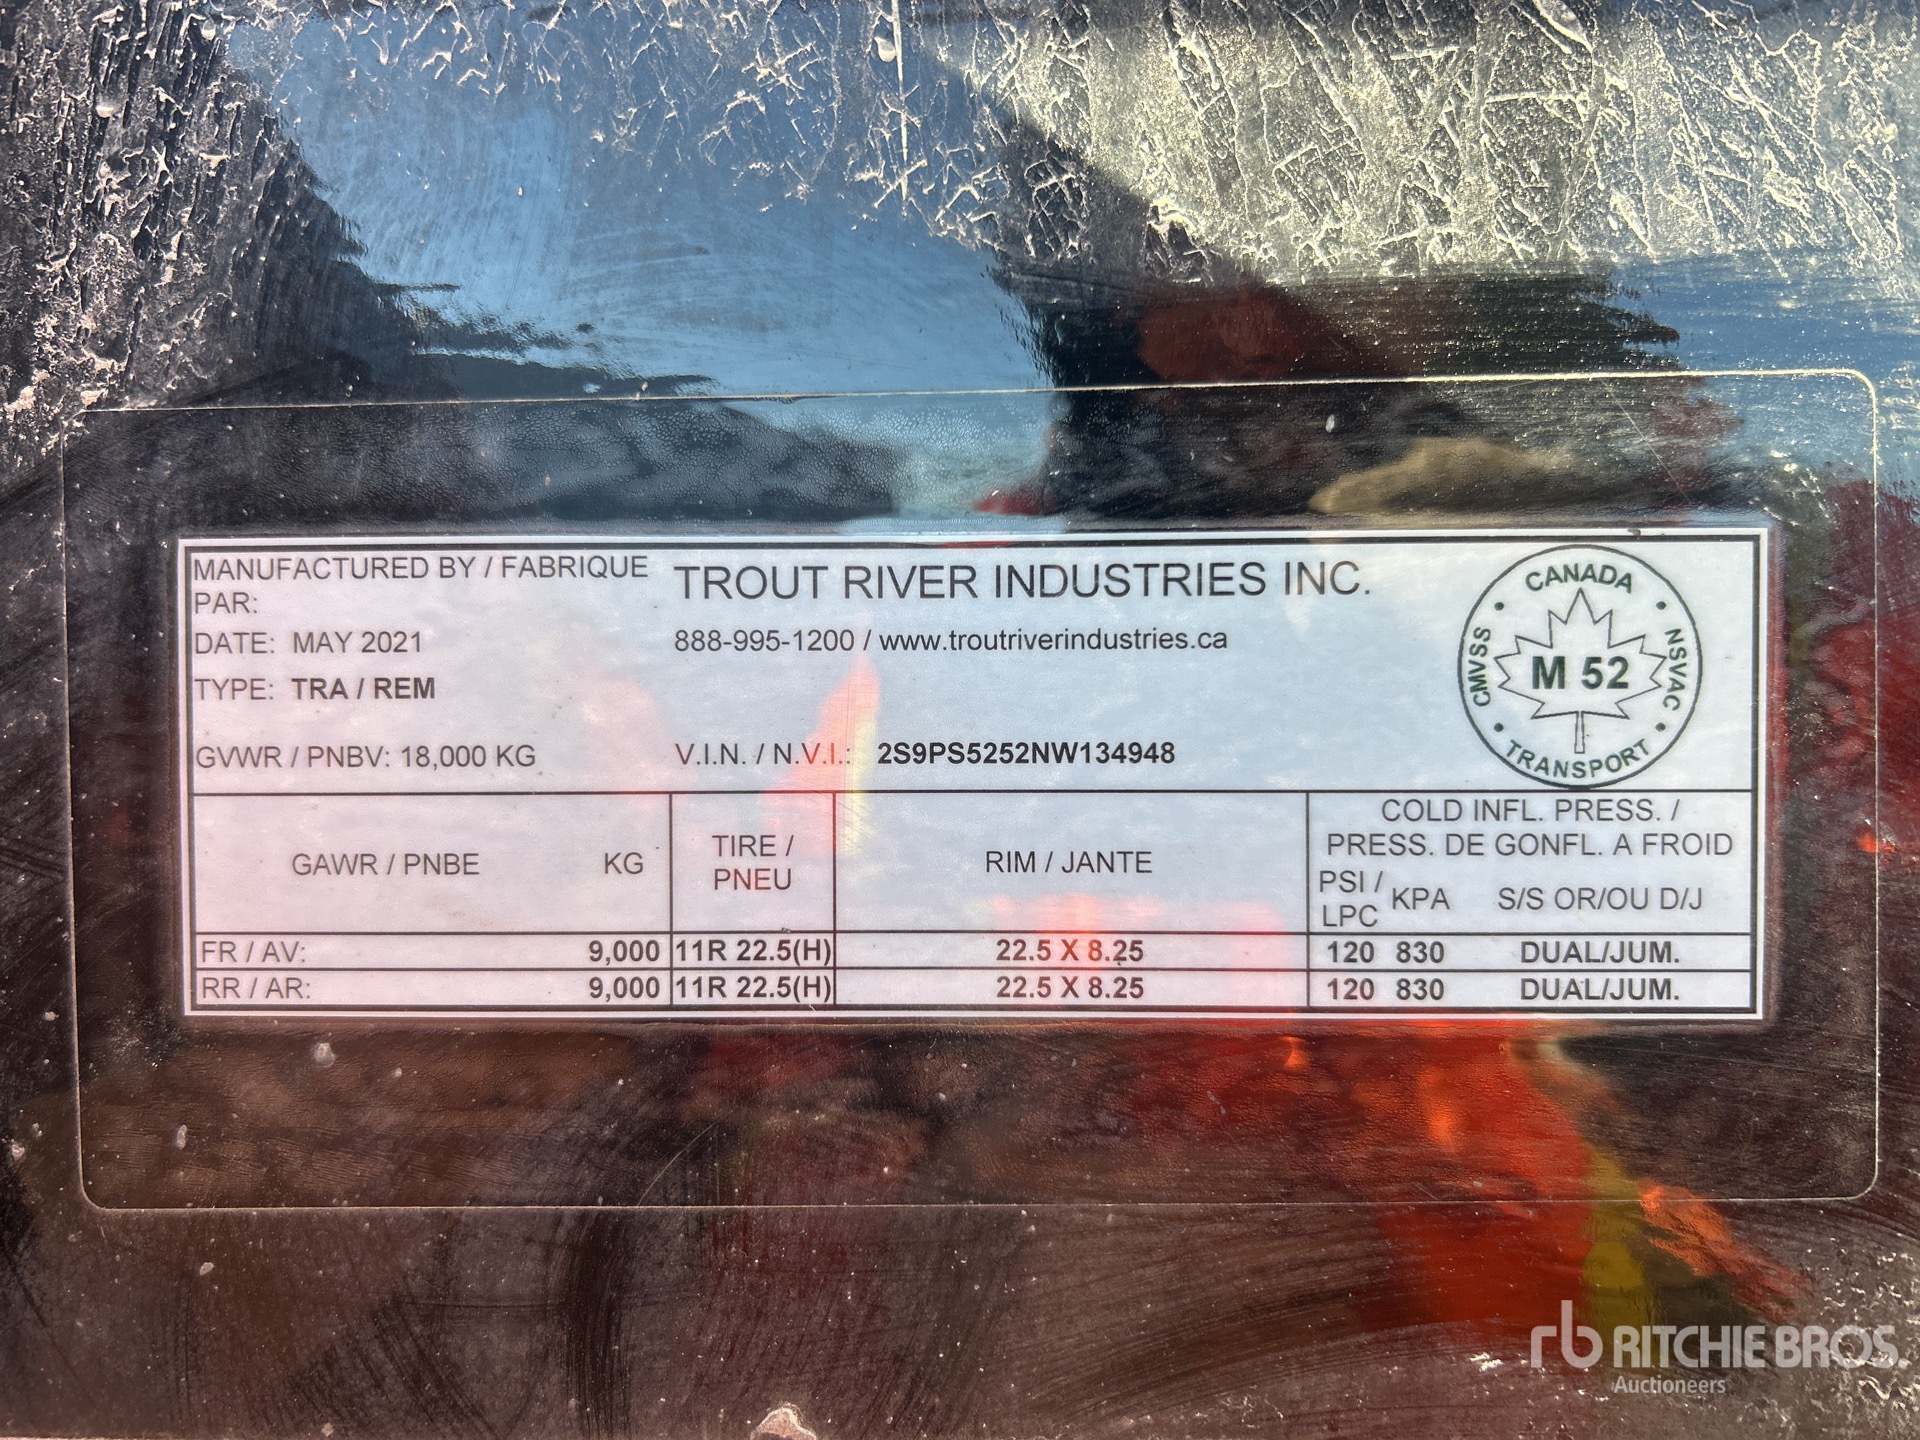 MANUFACTURED BY / FABRIQUE PAR:
TROUT RIVER INDUSTRIES INC.
DATE: MAY 2021
888-995-1200 / www.troutriverindustries.ca
TYPE: TRA / REM
GVWR / PNBV: 18,000 KG
V.I.N. / N.V.I.: 2S9PS5252NW134948
CANADA
CMVSS
NSVAC
M 52
TRANSPORT
GAWR / PNBE KG
TIRE / PNEU
RIM / JANTE
COLD INFL. PRESS. /
PRESS. DE GONFL. A FROID
PSI / LPC KPA S/S OR/OU D/J
FR / AV: 9,000 11R 22.5(H) 22.5 X 8.25 120 830 DUAL/JUM.
RR / AR: 9,000 11R 22.5(H) 22.5 X 8.25 120 830 DUAL/JUM.
rb RITCHIE BROS.
Auctioneers